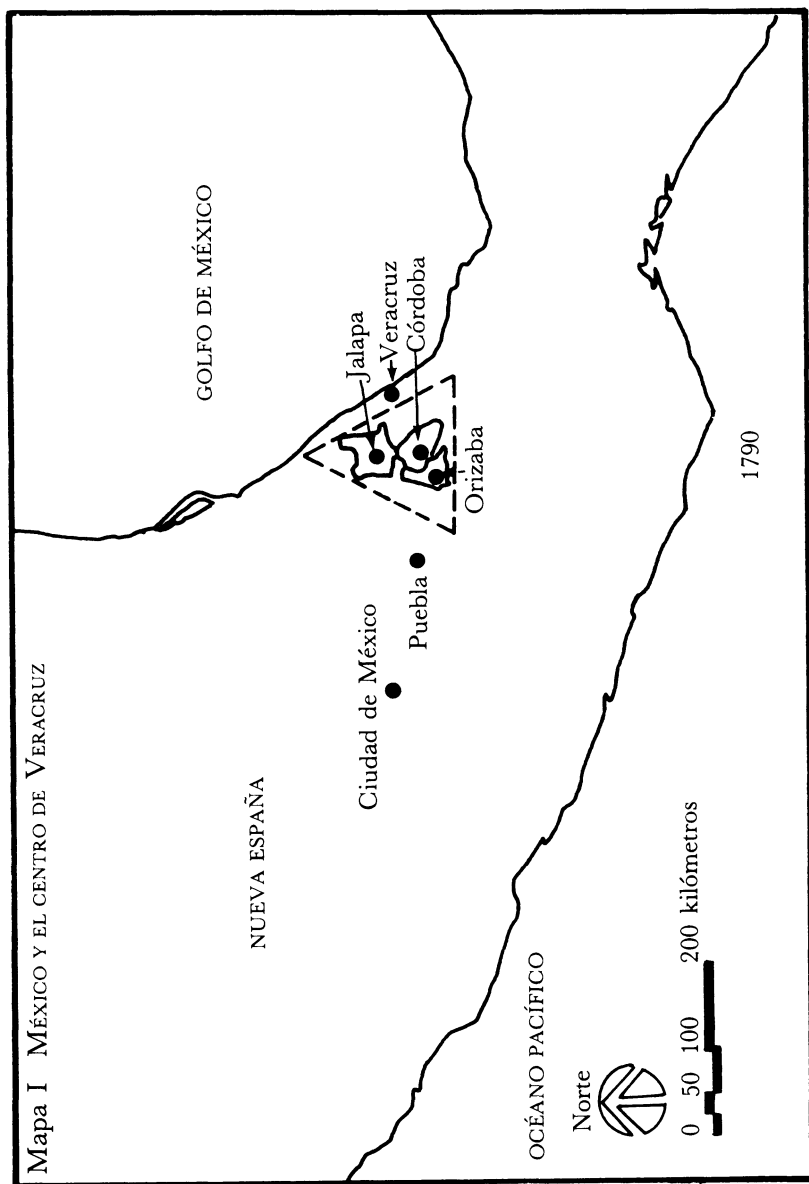 Mapa I MÉXICO Y EL CENTRO DE VERACRUZ
GOLFO DE MÉXICO
NUEVA ESPAÑA
Jalapa
Veracruz
Córdoba
Orizaba
Puebla
Ciudad de México
OCÉANO PACÍFICO
Norte
0 50 100 200 kilómetros
1790